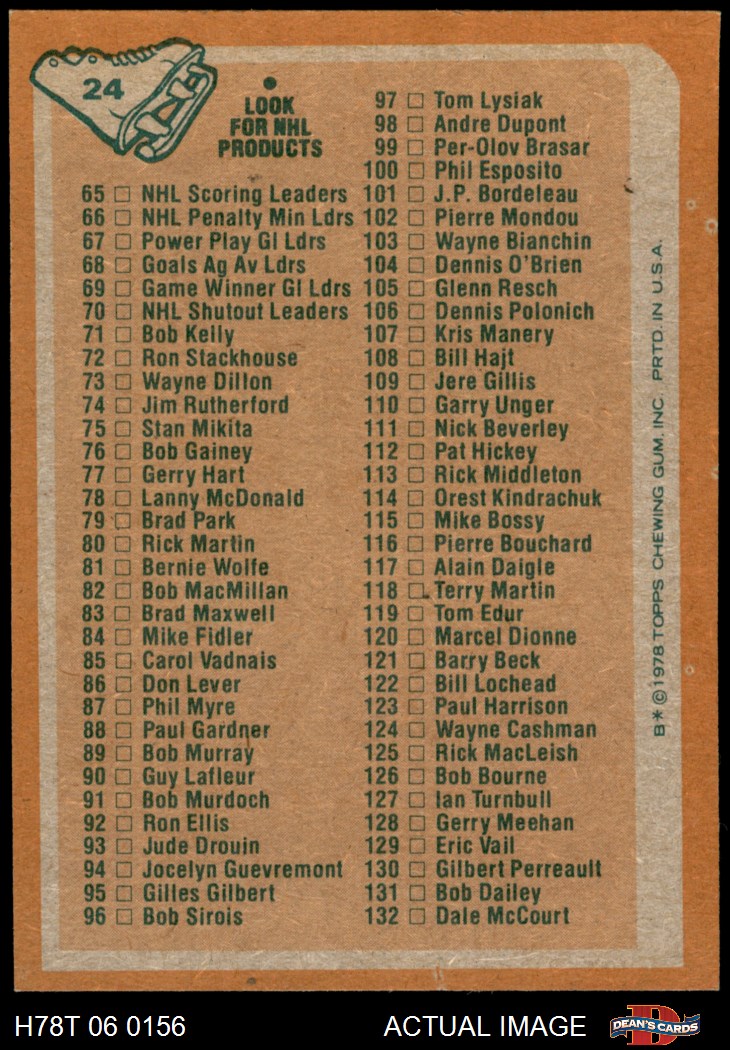 24
LOOK
FOR NHL
PRODUCTS
65 NHL Scoring Leaders
66 NHL Penalty Min Ldrs
67 Power Play Gl Ldrs
68 Goals Ag Av Ldrs
69 Game Winner Gl Ldrs
70 NHL Shutout Leaders
71 Bob Kelly
72 Ron Stackhouse
73 Wayne Dillon
74 Jim Rutherford
75 Stan Mikita
76 Bob Gainey
77 Gerry Hart
78 Lanny McDonald
79 Brad Park
80 Rick Martin
81 Bernie Wolfe
82 Bob MacMillan
83 Brad Maxwell
84 Mike Fidler
85 Carol Vadnais
86 Don Lever
87 Phil Myre
88 Paul Gardner
89 Bob Murray
90 Guy Lafleur
91 Bob Murdoch
92 Ron Ellis
93 Jude Drouin
94 Jocelyn Guevremont
95 Gilles Gilbert
96 Bob Sirois
97 Tom Lysiak
98 Andre Dupont
99 Per-Olov Brasar
100 Phil Esposito
101 J.P. Bordeleau
102 Pierre Mondou
103 Wayne Bianchin
104 Dennis O'Brien
105 Glenn Resch
106 Dennis Polonich
107 Kris Manery
108 Bill Hajt
109 Jere Gillis
110 Garry Unger
111 Nick Beverley
112 Pat Hickey
113 Rick Middleton
114 Orest Kindrachuk
115 Mike Bossy
116 Pierre Bouchard
117 Alain Daigle
118 Terry Martin
119 Tom Edur
120 Marcel Dionne
121 Barry Beck
122 Bill Lochead
123 Paul Harrison
124 Wayne Cashman
125 Rick MacLeish
126 Bob Bourne
127 Ian Turnbull
128 Gerry Meehan
129 Eric Vail
130 Gilbert Perreault
131 Bob Dailey
132 Dale McCourt
B*©1978 TOPPS CHEWING GUM, INC PRTD. IN U.S.A.
H78T 06 0156
ACTUAL IMAGE
D
DEAN'S CARDS